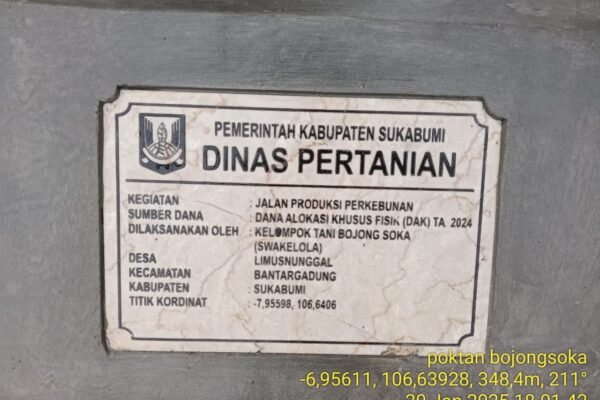 PEMERINTAH KABUPATEN SUKABUMI
DINAS PERTANIAN
KEGIATAN : JALAN PRODUKSI PERKEBUNAN
SUMBER DANA : DANA ALOKASI KHUSUS FISIK (DAK) TA. 2024
DILAKSANAKAN OLEH : KELOMPOK TANI BOJONG SOKA
(SWAKELOLA)
DESA LIMUSNUNGGAL
KECAMATAN BANTARGADUNG
KABUPATEN : SUKABUMI
TITIK KORDINAT : -7,95598, 106,6406
poktan bojongsoka
-6,95611, 106,63928, 348,4m, 211°